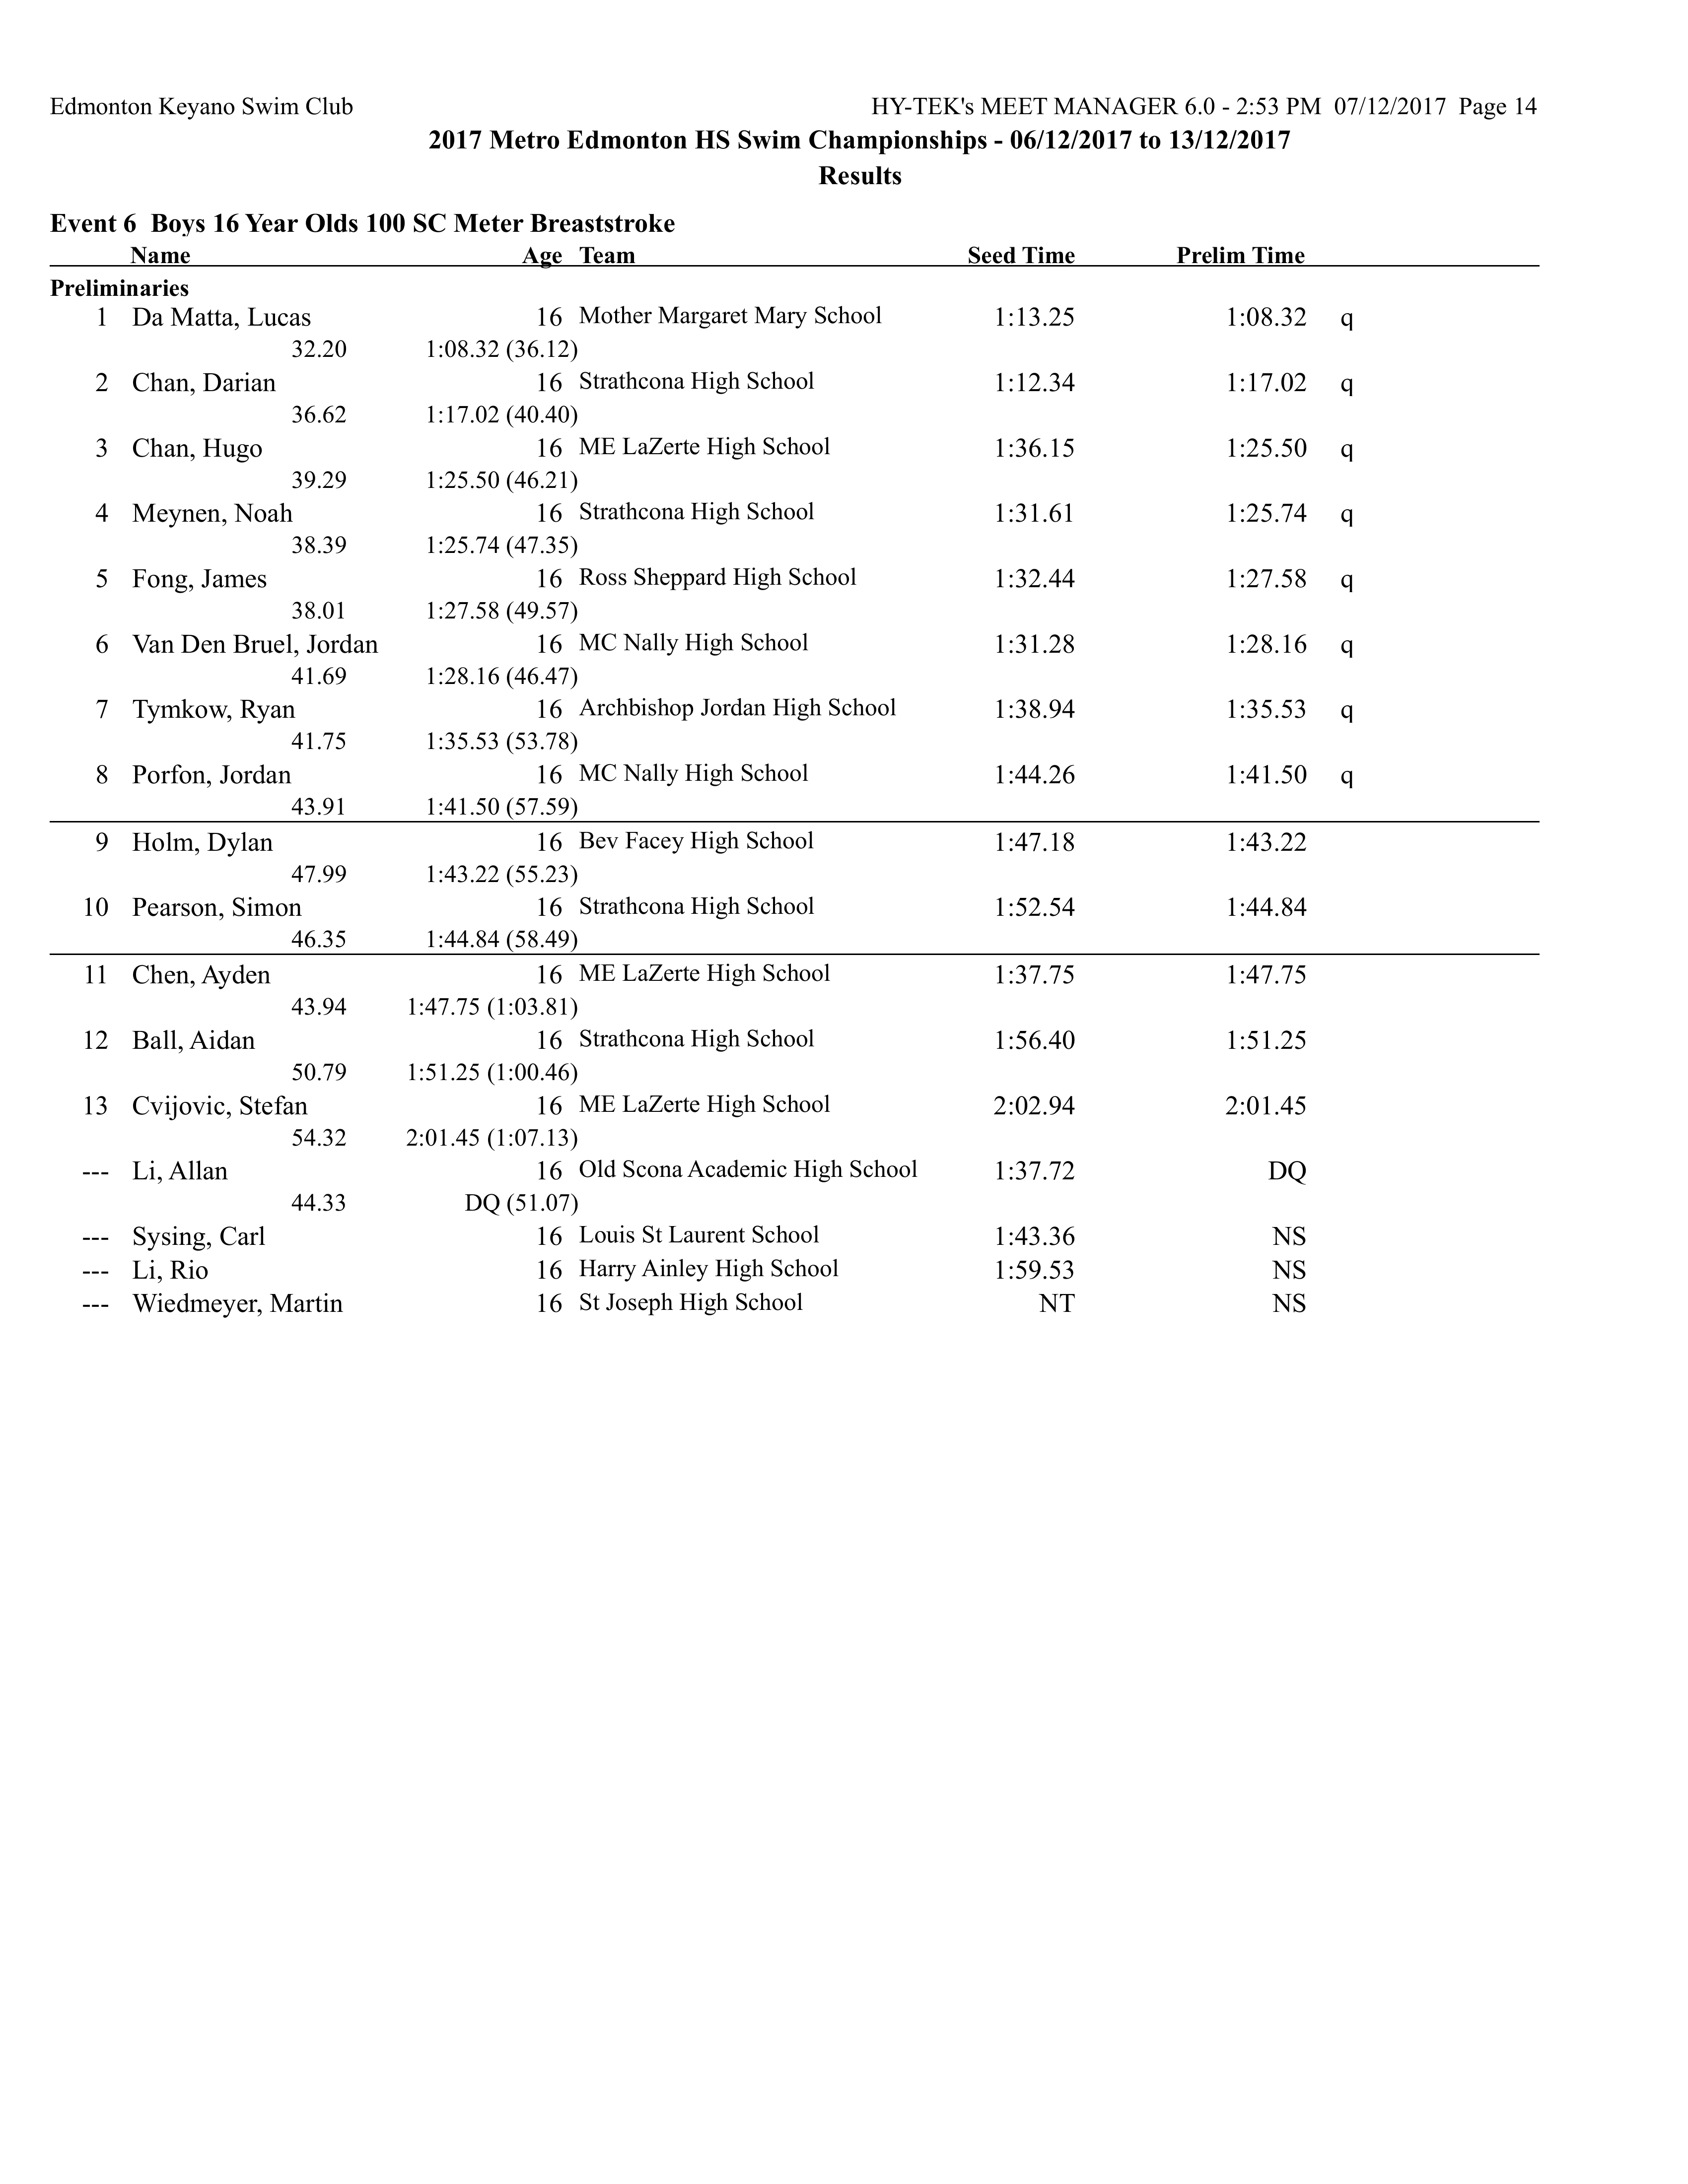 Edmonton Keyano Swim Club HY-TEK's MEET MANAGER 6.0 - 2:53 PM 07/12/2017 Page 14
2017 Metro Edmonton HS Swim Championships - 06/12/2017 to 13/12/2017
Results
Event 6 Boys 16 Year Olds 100 SC Meter Breaststroke
Name Age Team Seed Time Prelim Time
Preliminaries
1 Da Matta, Lucas 16 Mother Margaret Mary School 1:13.25 1:08.32 q
32.20 1:08.32 (36.12)
2 Chan, Darian 16 Strathcona High School 1:12.34 1:17.02 q
36.62 1:17.02 (40.40)
3 Chan, Hugo 16 ME LaZerte High School 1:36.15 1:25.50 q
39.29 1:25.50 (46.21)
4 Meynen, Noah 16 Strathcona High School 1:31.61 1:25.74 q
38.39 1:25.74 (47.35)
5 Fong, James 16 Ross Sheppard High School 1:32.44 1:27.58 q
38.01 1:27.58 (49.57)
6 Van Den Bruel, Jordan 16 MC Nally High School 1:31.28 1:28.16 q
41.69 1:28.16 (46.47)
7 Tymkow, Ryan 16 Archbishop Jordan High School 1:38.94 1:35.53 q
41.75 1:35.53 (53.78)
8 Porfon, Jordan 16 MC Nally High School 1:44.26 1:41.50 q
43.91 1:41.50 (57.59)
9 Holm, Dylan 16 Bev Facey High School 1:47.18 1:43.22
47.99 1:43.22 (55.23)
10 Pearson, Simon 16 Strathcona High School 1:52.54 1:44.84
46.35 1:44.84 (58.49)
11 Chen, Ayden 16 ME LaZerte High School 1:37.75 1:47.75
43.94 1:47.75 (1:03.81)
12 Ball, Aidan 16 Strathcona High School 1:56.40 1:51.25
50.79 1:51.25 (1:00.46)
13 Cvijovic, Stefan 16 ME LaZerte High School 2:02.94 2:01.45
54.32 2:01.45 (1:07.13)
--- Li, Allan 16 Old Scona Academic High School 1:37.72 DQ
44.33 DQ (51.07)
--- Sysing, Carl 16 Louis St Laurent School 1:43.36 NS
--- Li, Rio 16 Harry Ainley High School 1:59.53 NS
--- Wiedmeyer, Martin 16 St Joseph High School NT NS